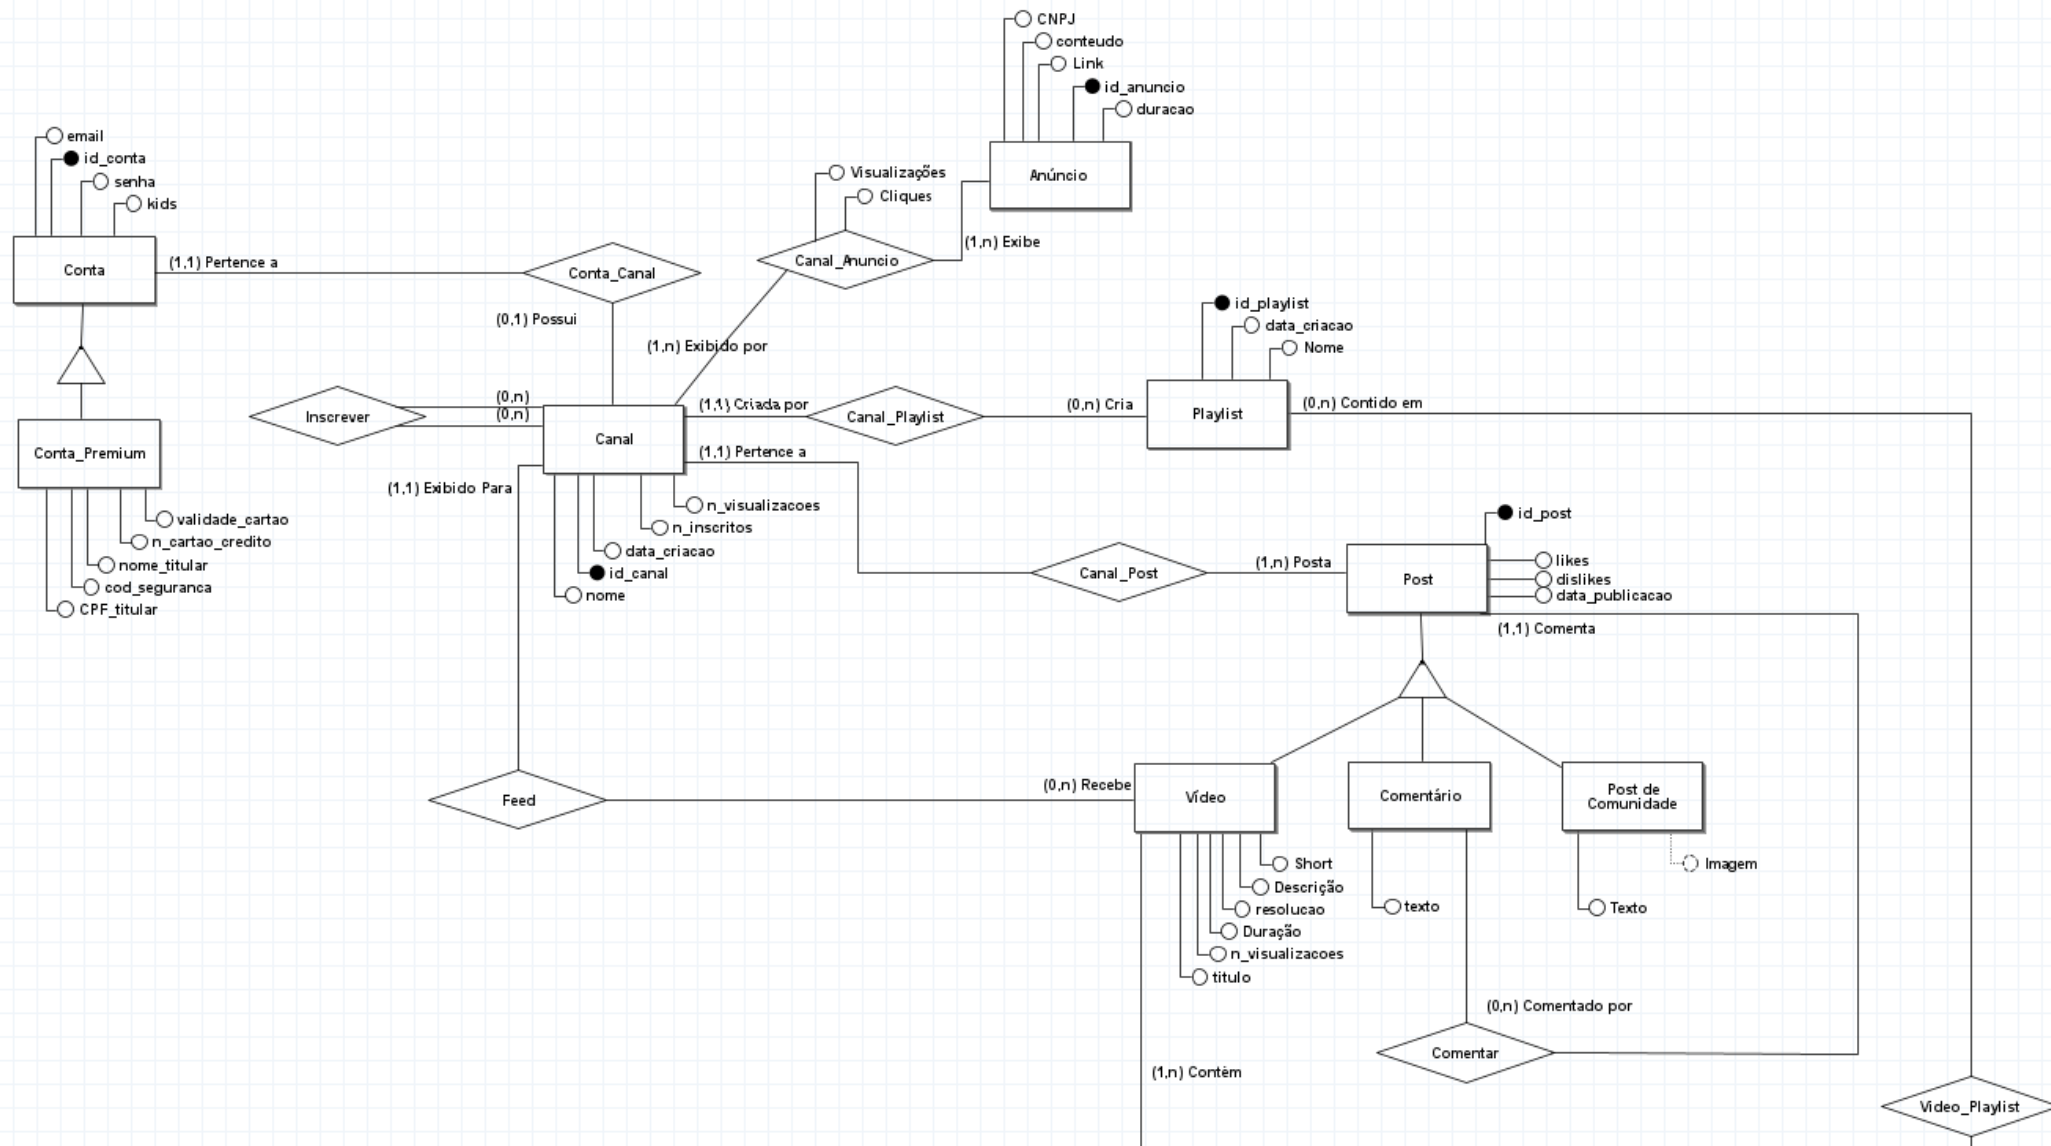 CNPJ
conteudo
Link
id_anuncio
duracao
Anúncio
email
id_conta
senha
kids
Conta
(1,1) Pertence a
Conta_Canal
(0,1) Possui
Visualizações
Cliques
Canal_Anuncio
(1,n) Exibe
(1,n) Exibido por
id_playlist
data_criacao
Nome
Playlist
(0,n) Contido em
Inscrever
(0,n)
(0,n)
Canal
(1,1) Criada por
Canal_Playlist
(0,n) Cria
(1,1) Pertence a
(1,1) Exibido Para
Conta_Premium
validade_cartao
n_cartao_credito
nome_titular
cod_seguranca
CPF_titular
n_visualizacoes
n_inscritos
data_criacao
id_canal
nome
Canal_Post
(1,n) Posta
id_post
Post
likes
dislikes
data_publicacao
(1,1) Comenta
Feed
(0,n) Recebe
Vídeo
Comentário
Post de
Comunidade
Short
Descrição
resolucao
Duração
n_visualizacoes
titulo
texto
Imagem
Texto
(0,n) Comentado por
Comentar
(1,n) Contèm
Video_Playlist